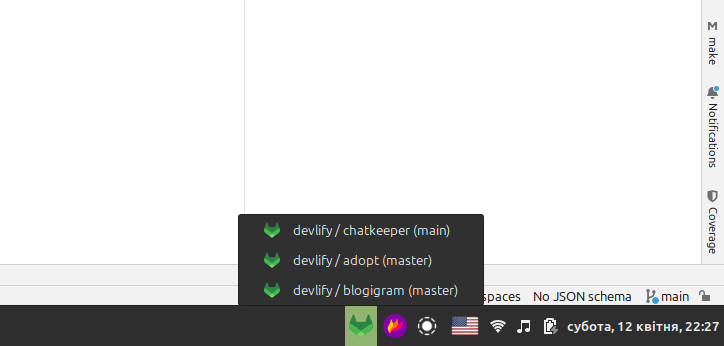 make
Notifications
Coverage
devlify / chatkeeper (main)
devlify / adopt (master)
devlify / blogigram (master)
spaces No JSON schema main
субота, 12 квітня, 22:27